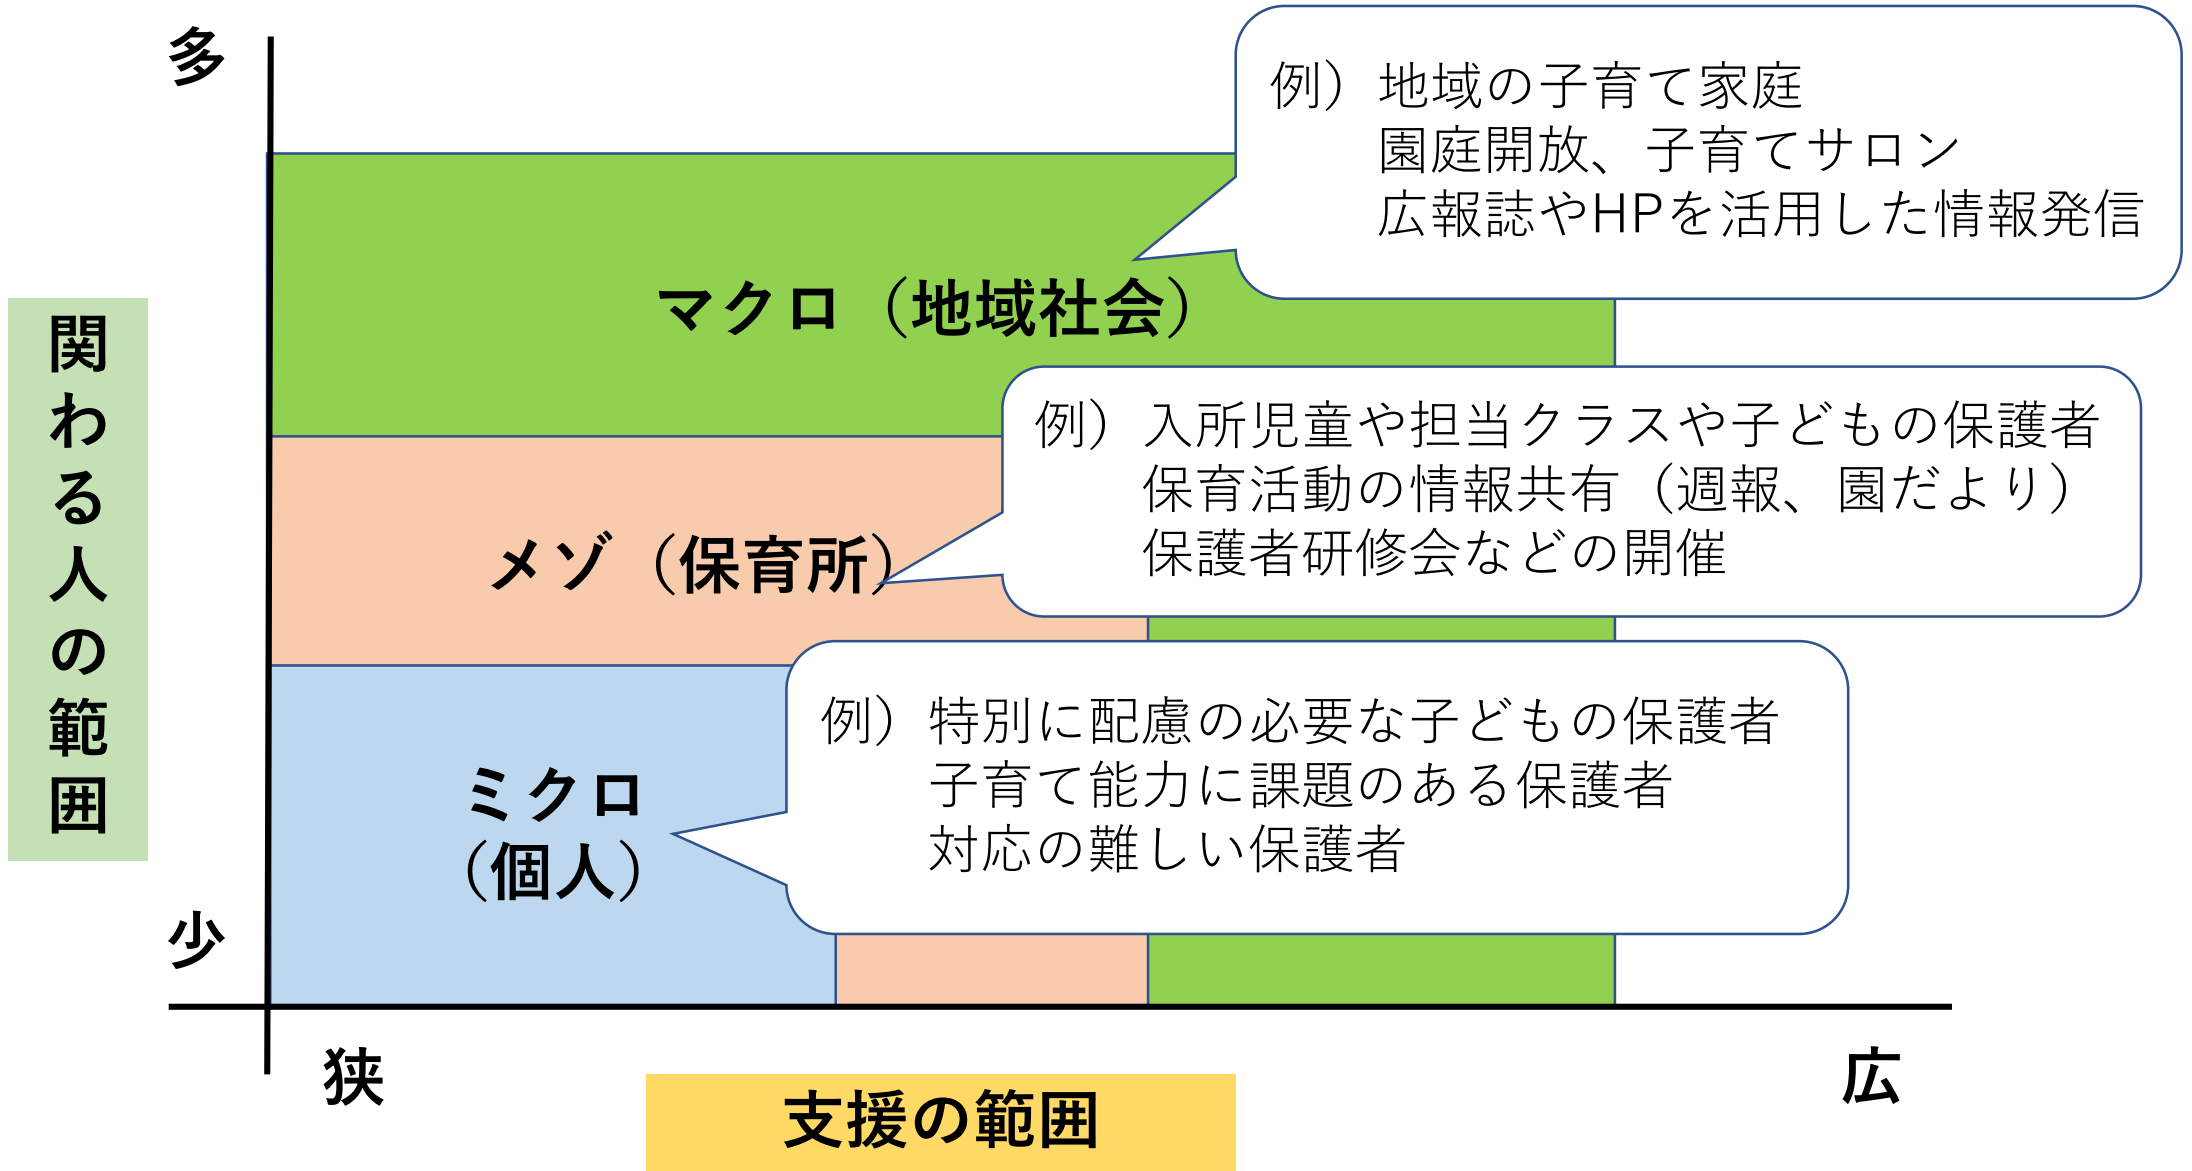 多
例）地域の子育て家庭
園庭開放、子育てサロン
広報誌やHPを活用した情報発信
マクロ（地域社会）
関わる人の範囲
例）入所児童や担当クラスや子どもの保護者
保育活動の情報共有（週報、園だより）
保護者研修会などの開催
メゾ（保育所）
例）特別に配慮の必要な子どもの保護者
子育て能力に課題のある保護者
対応の難しい保護者
ミクロ
（個人）
少
狭
広
支援の範囲